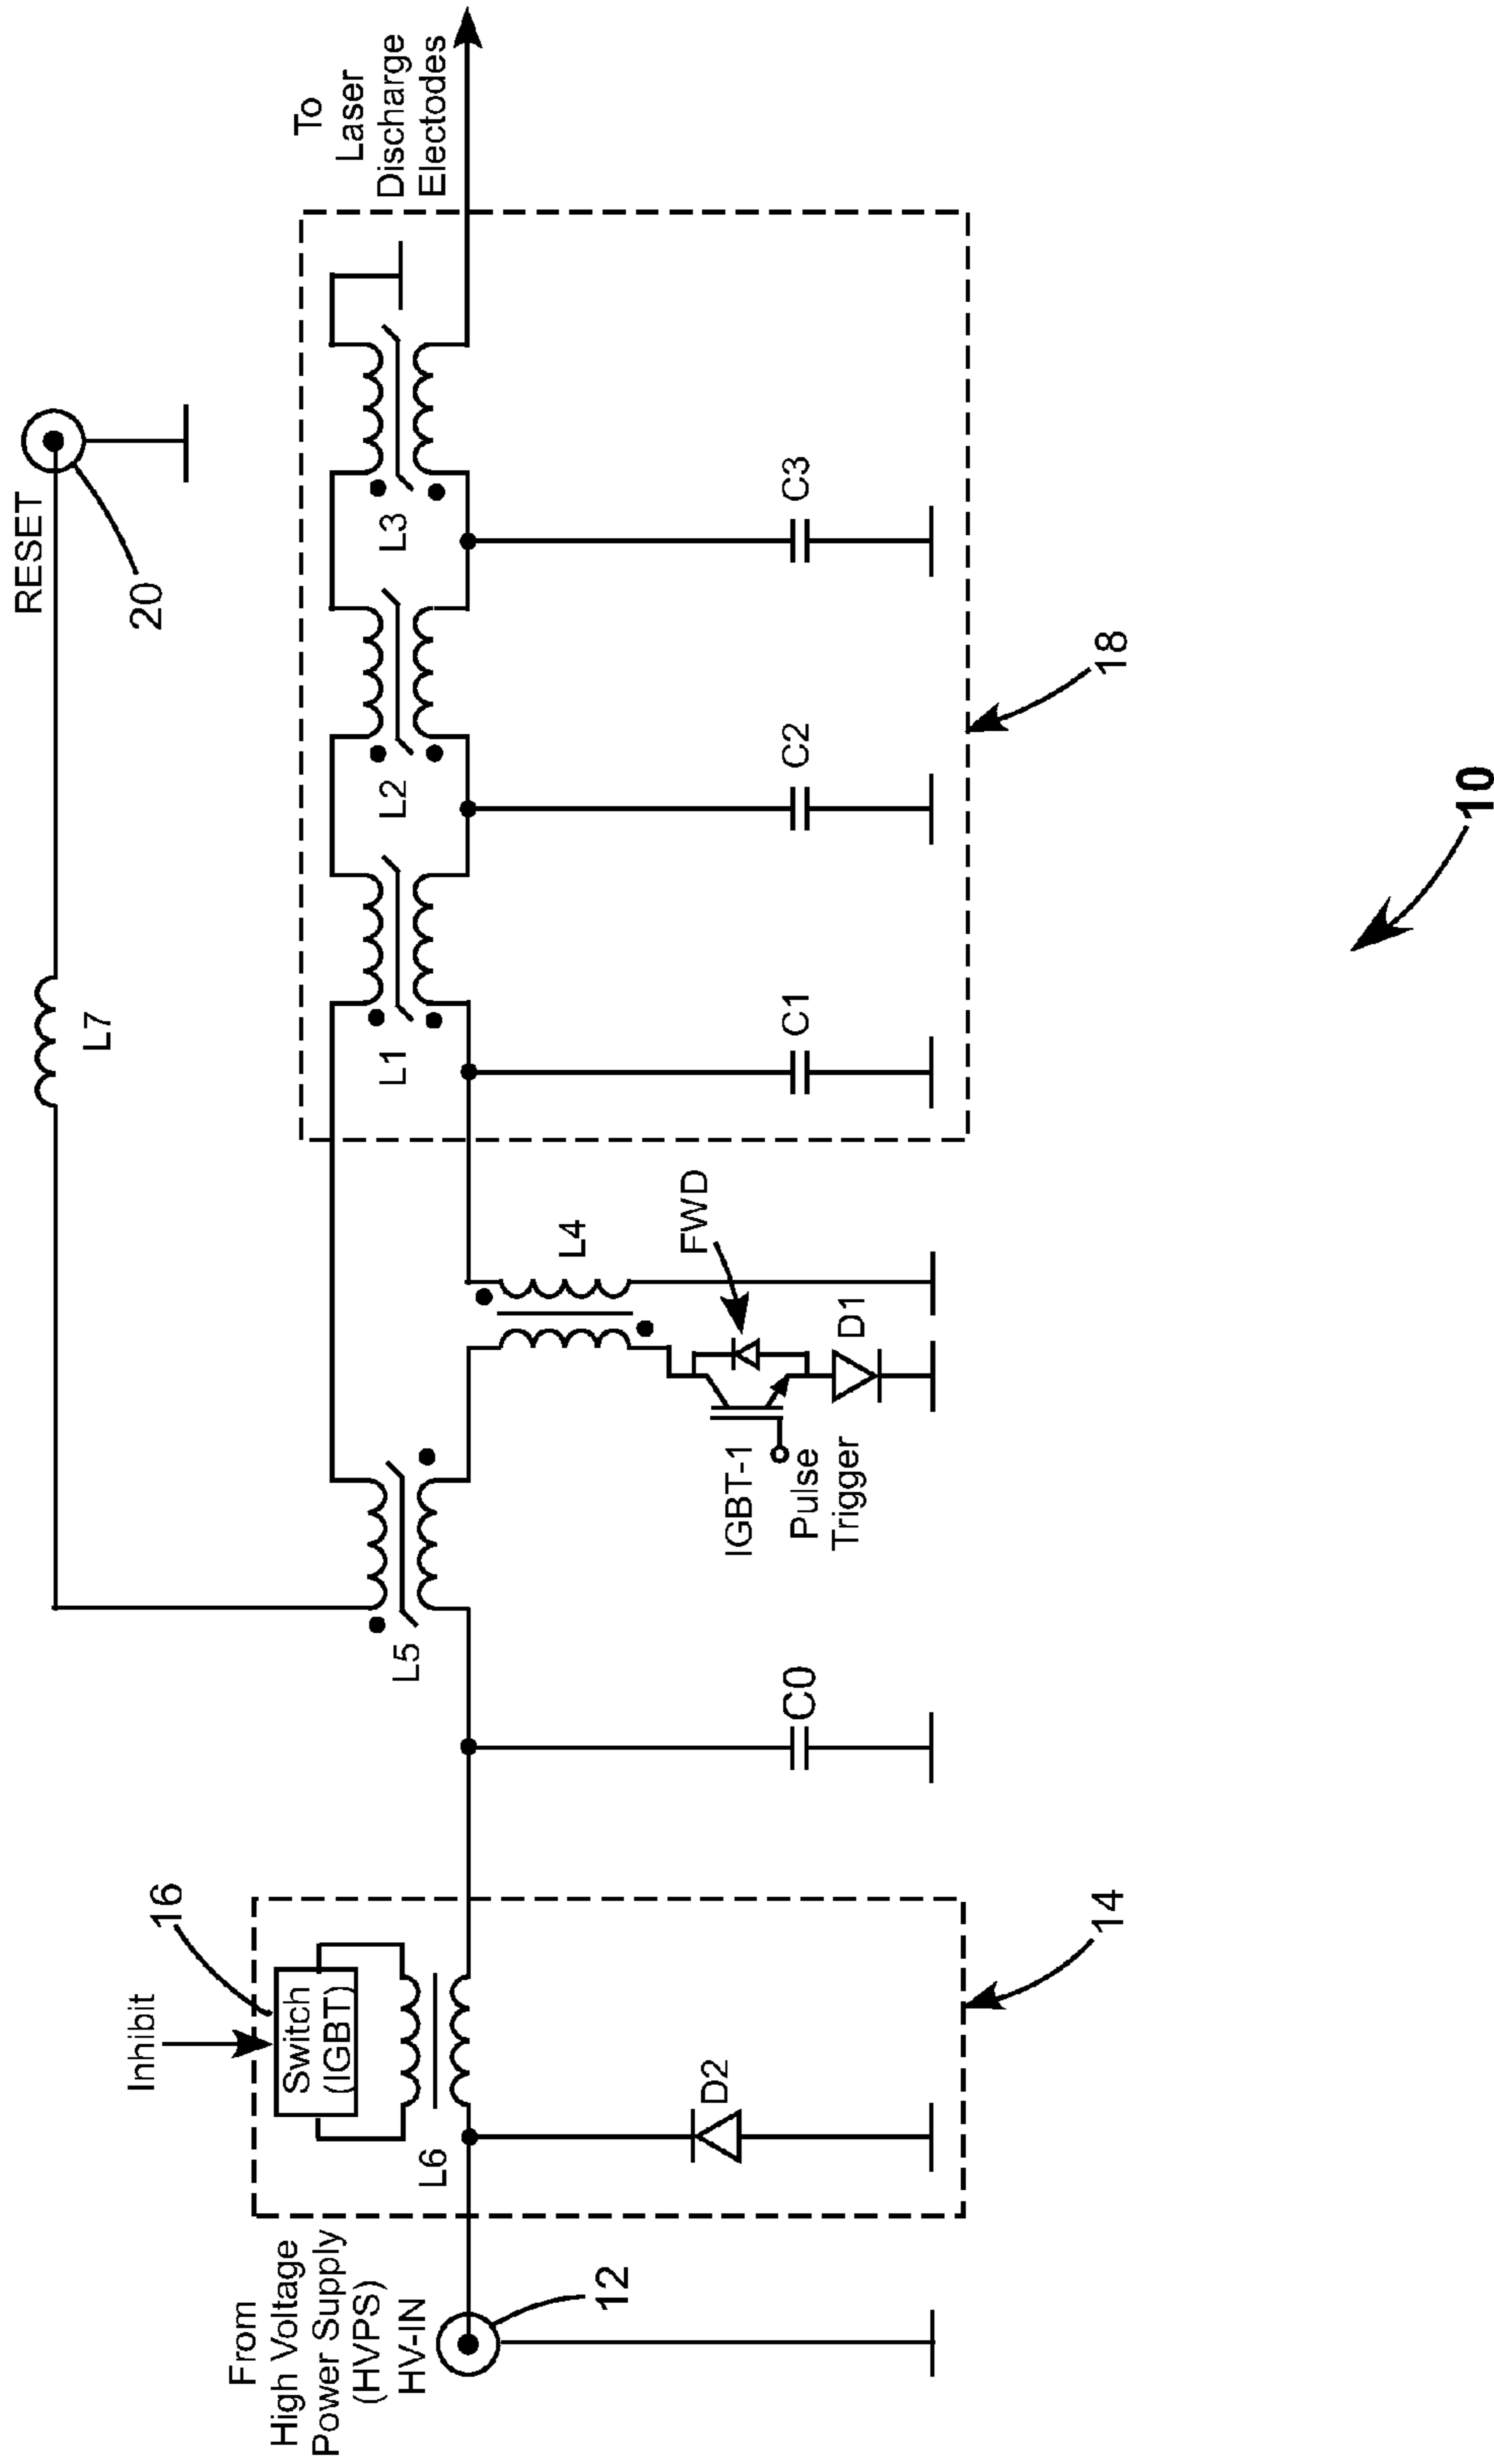 From
High Voltage
Power Supply
(HVPS)
HV-IN
12
Inhibit
16
Switch
(IGBT)
L6
D2
14
C0
L5
RESET
20
L7
IGBT-1
Pulse
Trigger
FWD
D1
L4
L1
L2
L3
C1
C2
C3
18
To
Laser
Discharge
Electodes
10